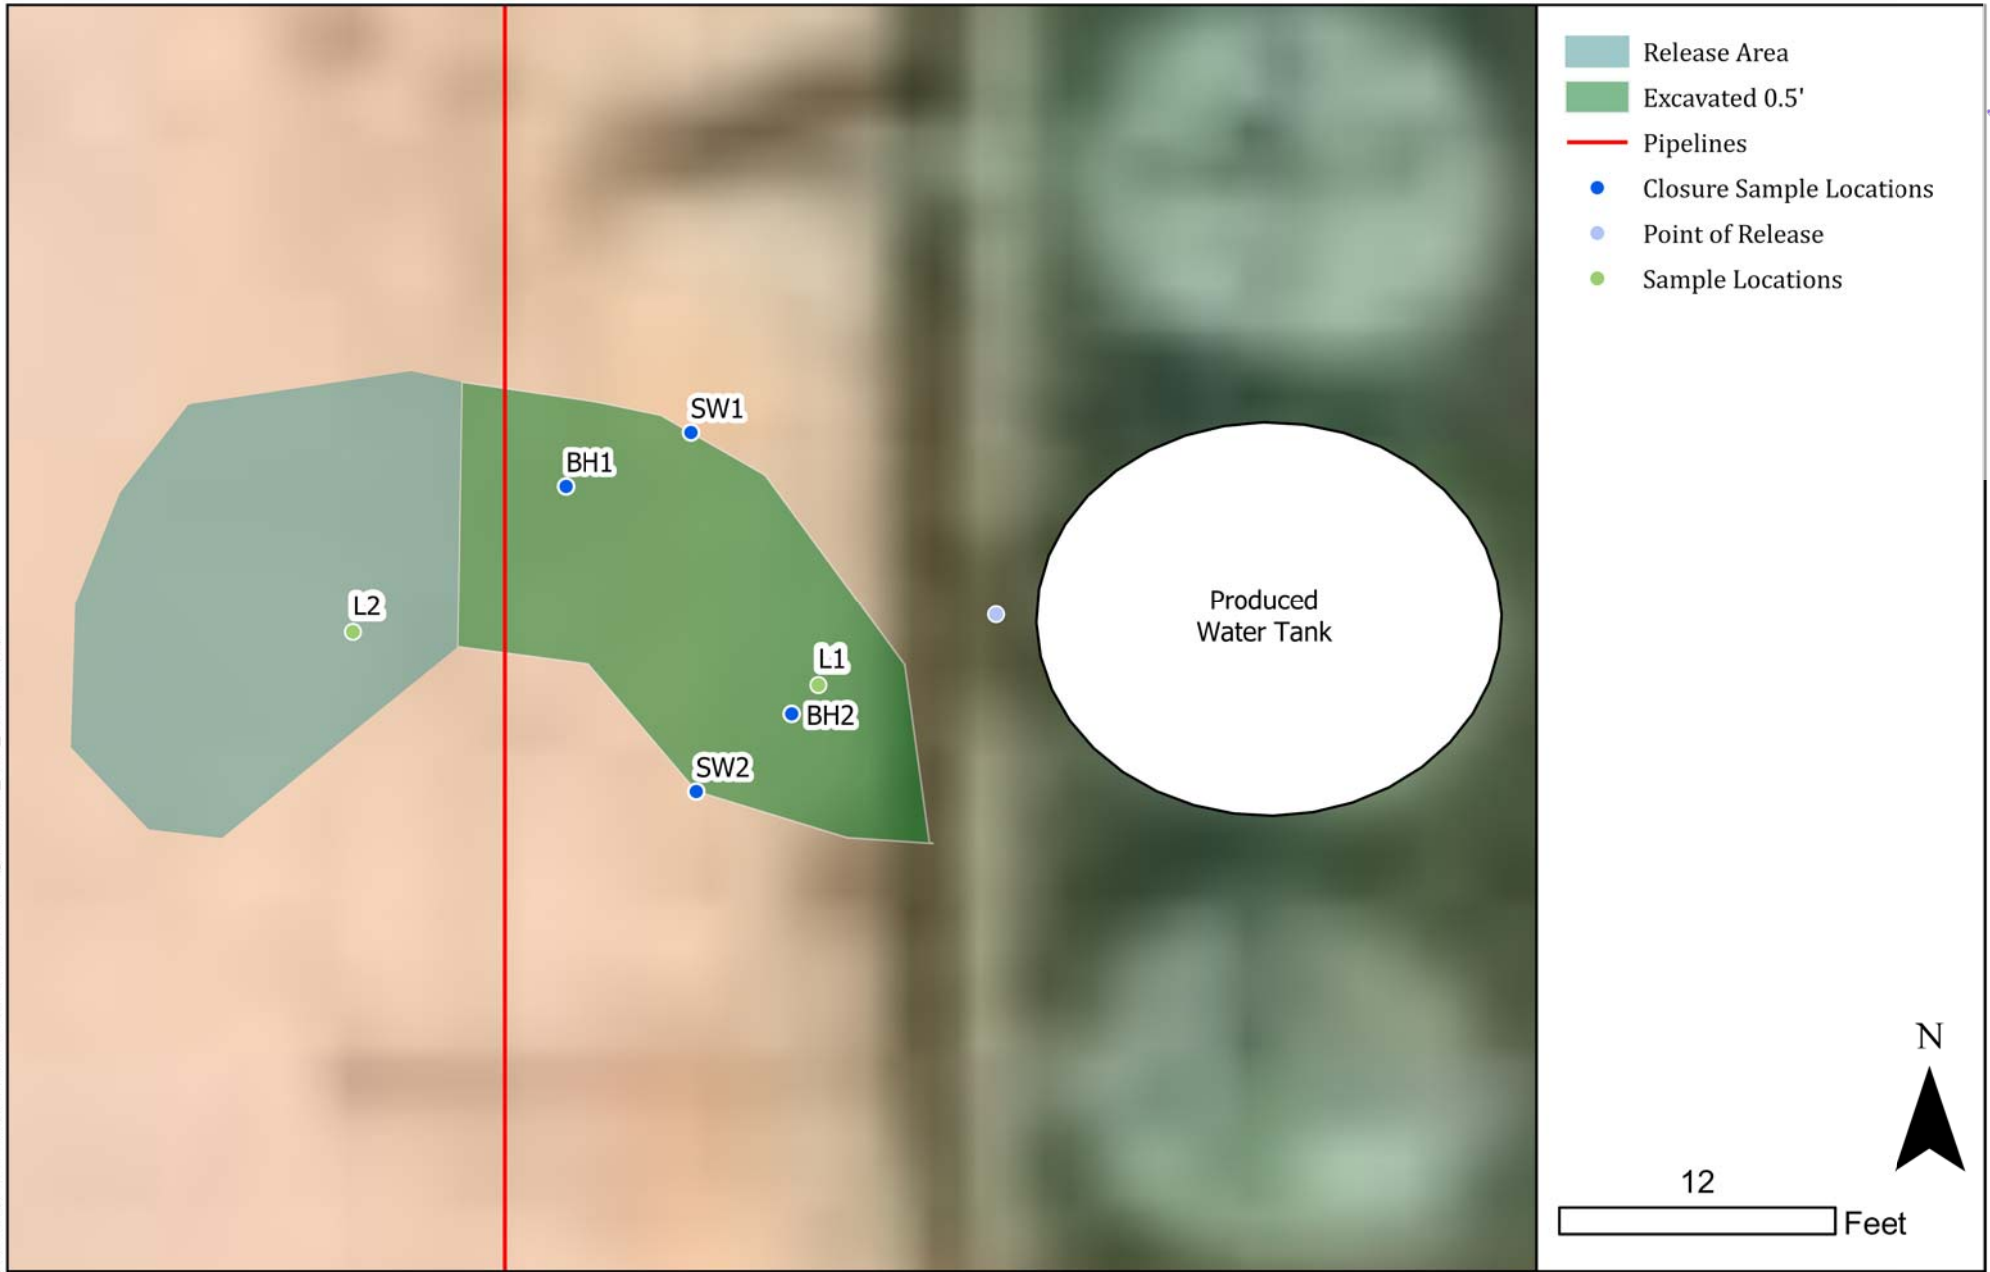 Release Area
Excavated 0.5'
Pipelines
Closure Sample Locations
Point of Release
Sample Locations
SW1
BH1
L2
L1
BH2
SW2
Produced
Water Tank
N
12
Feet